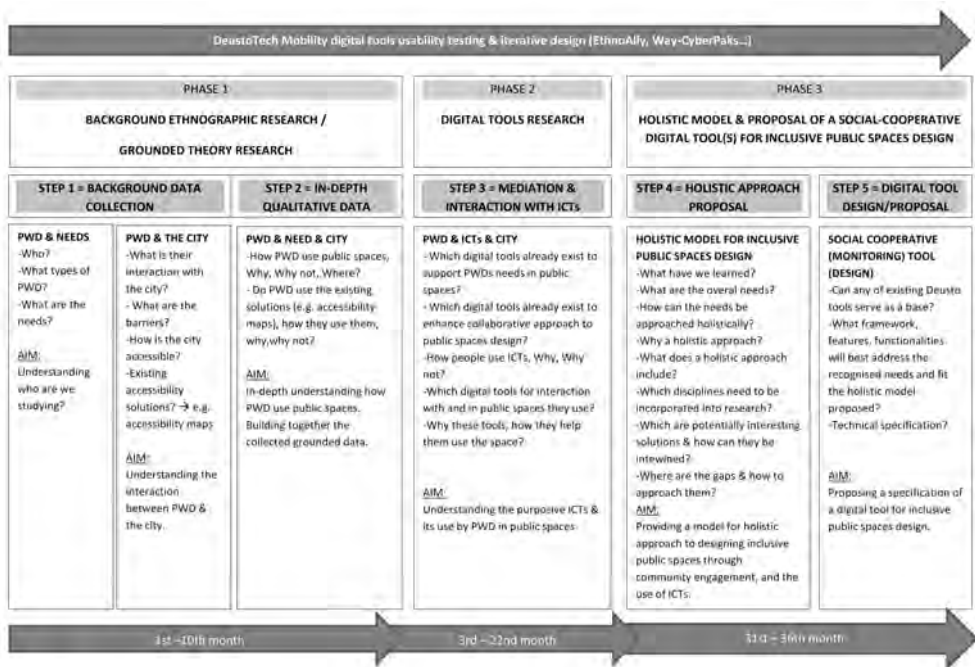 DeustoTech Mobility digital tools usability testing & iterative design (EthnoAlly, Way-CyberPaks...)
PHASE 1
BACKGROUND ETHNOGRAPHIC RESEARCH /
GROUNDED THEORY RESEARCH
PHASE 2
DIGITAL TOOLS RESEARCH
PHASE 3
HOLISTIC MODEL & PROPOSAL OF A SOCIAL-COOPERATIVE
DIGITAL TOOL(S) FOR INCLUSIVE PUBLIC SPACES DESIGN
STEP 1 = BACKGROUND DATA
COLLECTION
STEP 2 = IN-DEPTH
QUALITATIVE DATA
STEP 3 = MEDIATION &
INTERACTION WITH ICTs
STEP 4 = HOLISTIC APPROACH
PROPOSAL
STEP 5 = DIGITAL TOOL
DESIGN/PROPOSAL
PWD & NEEDS
-Who?
-What types of
PWD?
-What are the
needs?
AIM:
Understanding
who are we
studying?
PWD & THE CITY
-What is their
interaction with
the city?
- What are the
barriers?
-How is the city
accessible?
-Existing
accessibility
solutions? → e.g.
accessibility maps
AIM:
Understanding the
interaction
between PWD &
the city.
PWD & NEED & CITY
-How PWD use public spaces,
Why, Why not, Where?
- Do PWD use the existing
solutions (e.g. accessibility
maps), how they use them,
why,why not?
AIM:
In-depth understanding how
PWD use public spaces.
Building together the
collected grounded data.
PWD & ICTs & CITY
- Which digital tools already exist to
support PWDs needs in public
spaces?
- Which digital tools already exist to
enhance collaborative approach to
public spaces design?
-How people use ICTs, Why, Why
not?
-Which digital tools for interaction
with and in public spaces they use?
- Why these tools, how they help
them use the space?
AIM:
Understanding the purposive ICTs &
its use by PWD in public spaces
HOLISTIC MODEL FOR INCLUSIVE
PUBLIC SPACES DESIGN
-What have we learned?
-What are the overal needs?
-How can the needs be
approached holistically?
-Why a holistic approach?
-What does a holistic approach
include?
-Which disciplines need to be
incorporated into research?
-Which are potentially interesting
solutions & how can they be
intewined?
-Where are the gaps & how to
approach them?
AIM:
Providing a model for holistic
approach to designing inclusive
public spaces through
community engagement, and the
use of ICTs.
SOCIAL COOPERATIVE
(MONITORING) TOOL
(DESIGN)
-Can any of existing Deusto
tools serve as a base?
-What framework,
features, functionalities
will best address the
recognised needs and fit
the holistic model
proposed?
-Technical specification?
AIM:
Proposing a specification of
a digital tool for inclusive
public spaces design.
1st –10th month
3rd – 22nd month
31st – 36th month